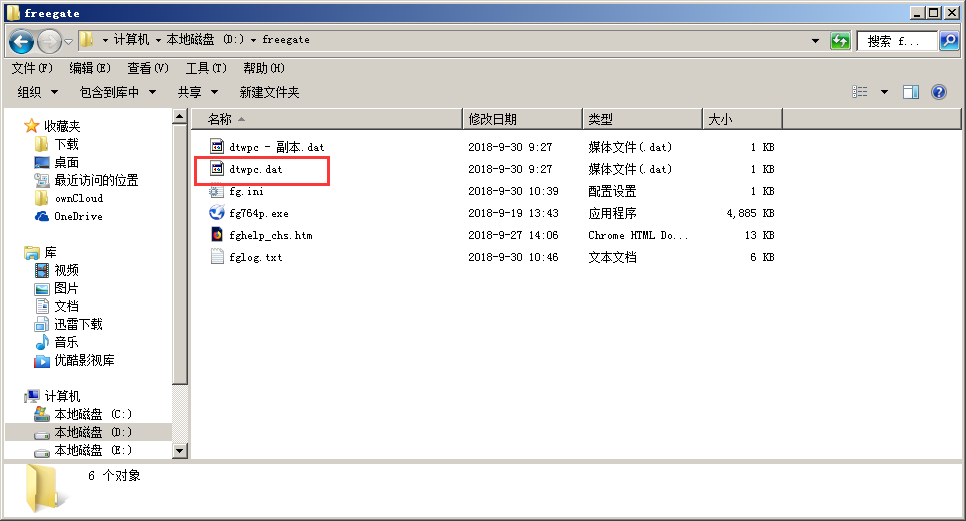 freegate
计算机 本地磁盘 (D:) freegate
搜索 f...
文件(F) 编辑(E) 查看(V) 工具(T) 帮助(H)
组织 包含到库中 共享 新建文件夹
收藏夹
下载
桌面
最近访问的位置
ownCloud
OneDrive
库
视频
图片
文档
迅雷下载
音乐
优酷影视库
计算机
本地磁盘 (C:)
本地磁盘 (D:)
本地磁盘 (E:)
名称 修改日期 类型 大小
dtwpc - 副本.dat 2018-9-30 9:27 媒体文件(.dat) 1 KB
dtwpc.dat 2018-9-30 9:27 媒体文件(.dat) 1 KB
fg.ini 2018-9-30 10:39 配置设置 1 KB
fg764p.exe 2018-9-19 13:43 应用程序 4,885 KB
fghelp_chs.htm 2018-9-27 14:06 Chrome HTML Do... 13 KB
fglog.txt 2018-9-30 10:46 文本文档 6 KB
6 个对象